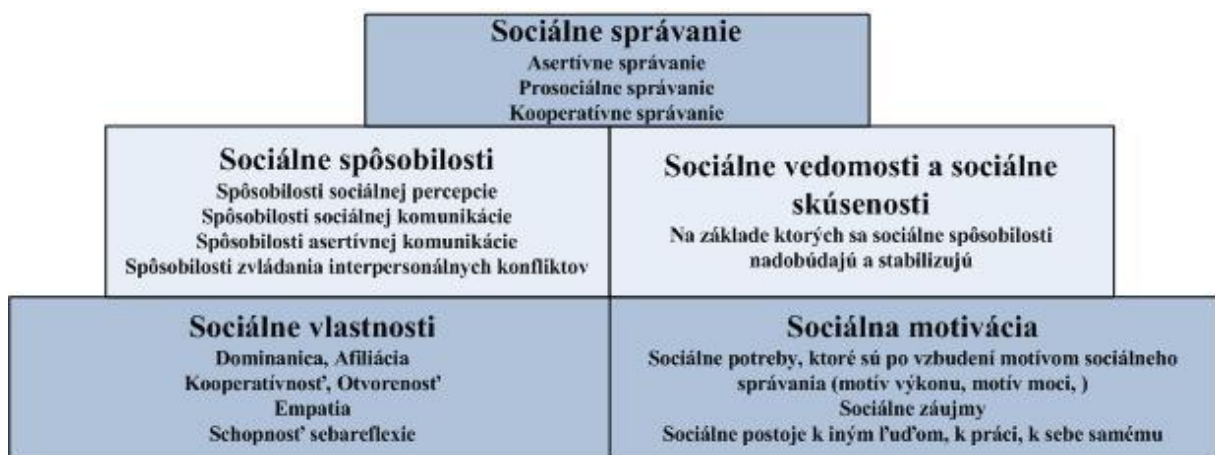 Sociálne správanie
Asertívne správanie
Prosociálne správanie
Kooperatívne správanie
Sociálne spôsobilosti
Spôsobilosti sociálnej percepcie
Spôsobilosti sociálnej komunikácie
Spôsobilosti asertívnej komunikácie
Spôsobilosti zvládania interpersonálnych konfliktov
Sociálne vedomosti a sociálne
skúsenosti
Na základe ktorých sa sociálne spôsobilosti
nadobúdajú a stabilizujú
Sociálne vlastnosti
Dominanica, Afiliácia
Kooperatívnosť, Otvorenosť
Empatia
Schopnosť sebareflexie
Sociálna motivácia
Sociálne potreby, ktoré sú po vzbudení motívom sociálneho
správania (motív výkonu, motív moci, )
Sociálne záujmy
Sociálne postoje k iným ľuďom, k práci, k sebe samému